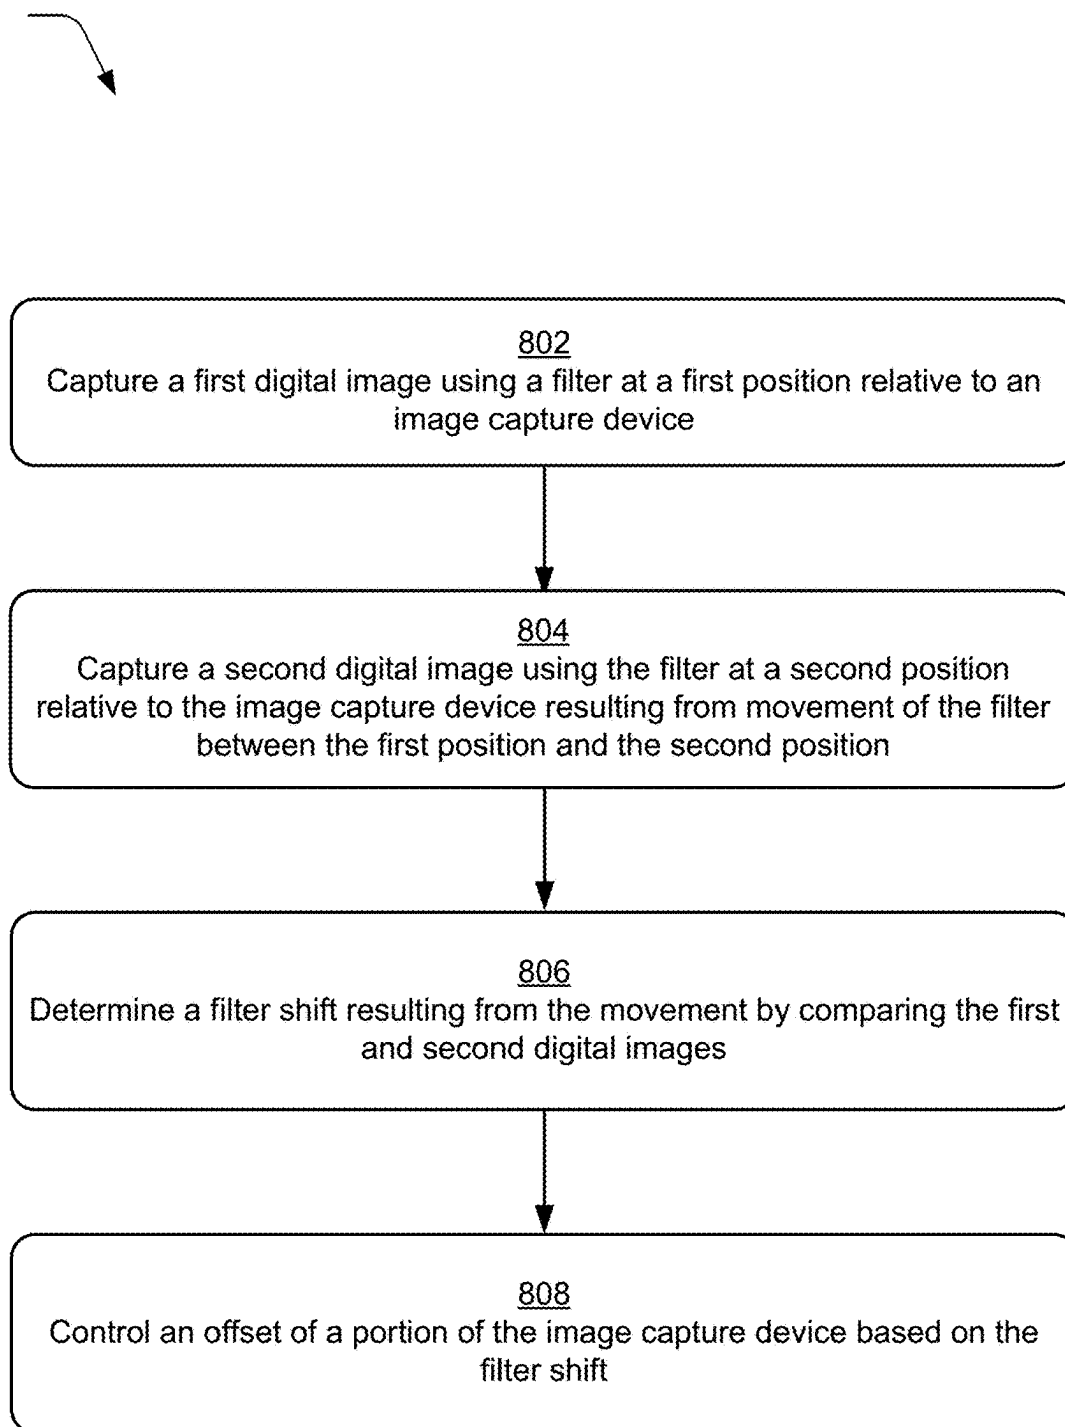 802
Capture a first digital image using a filter at a first position relative to an
image capture device
804
Capture a second digital image using the filter at a second position
relative to the image capture device resulting from movement of the filter
between the first position and the second position
806
Determine a filter shift resulting from the movement by comparing the first
and second digital images
808
Control an offset of a portion of the image capture device based on the
filter shift